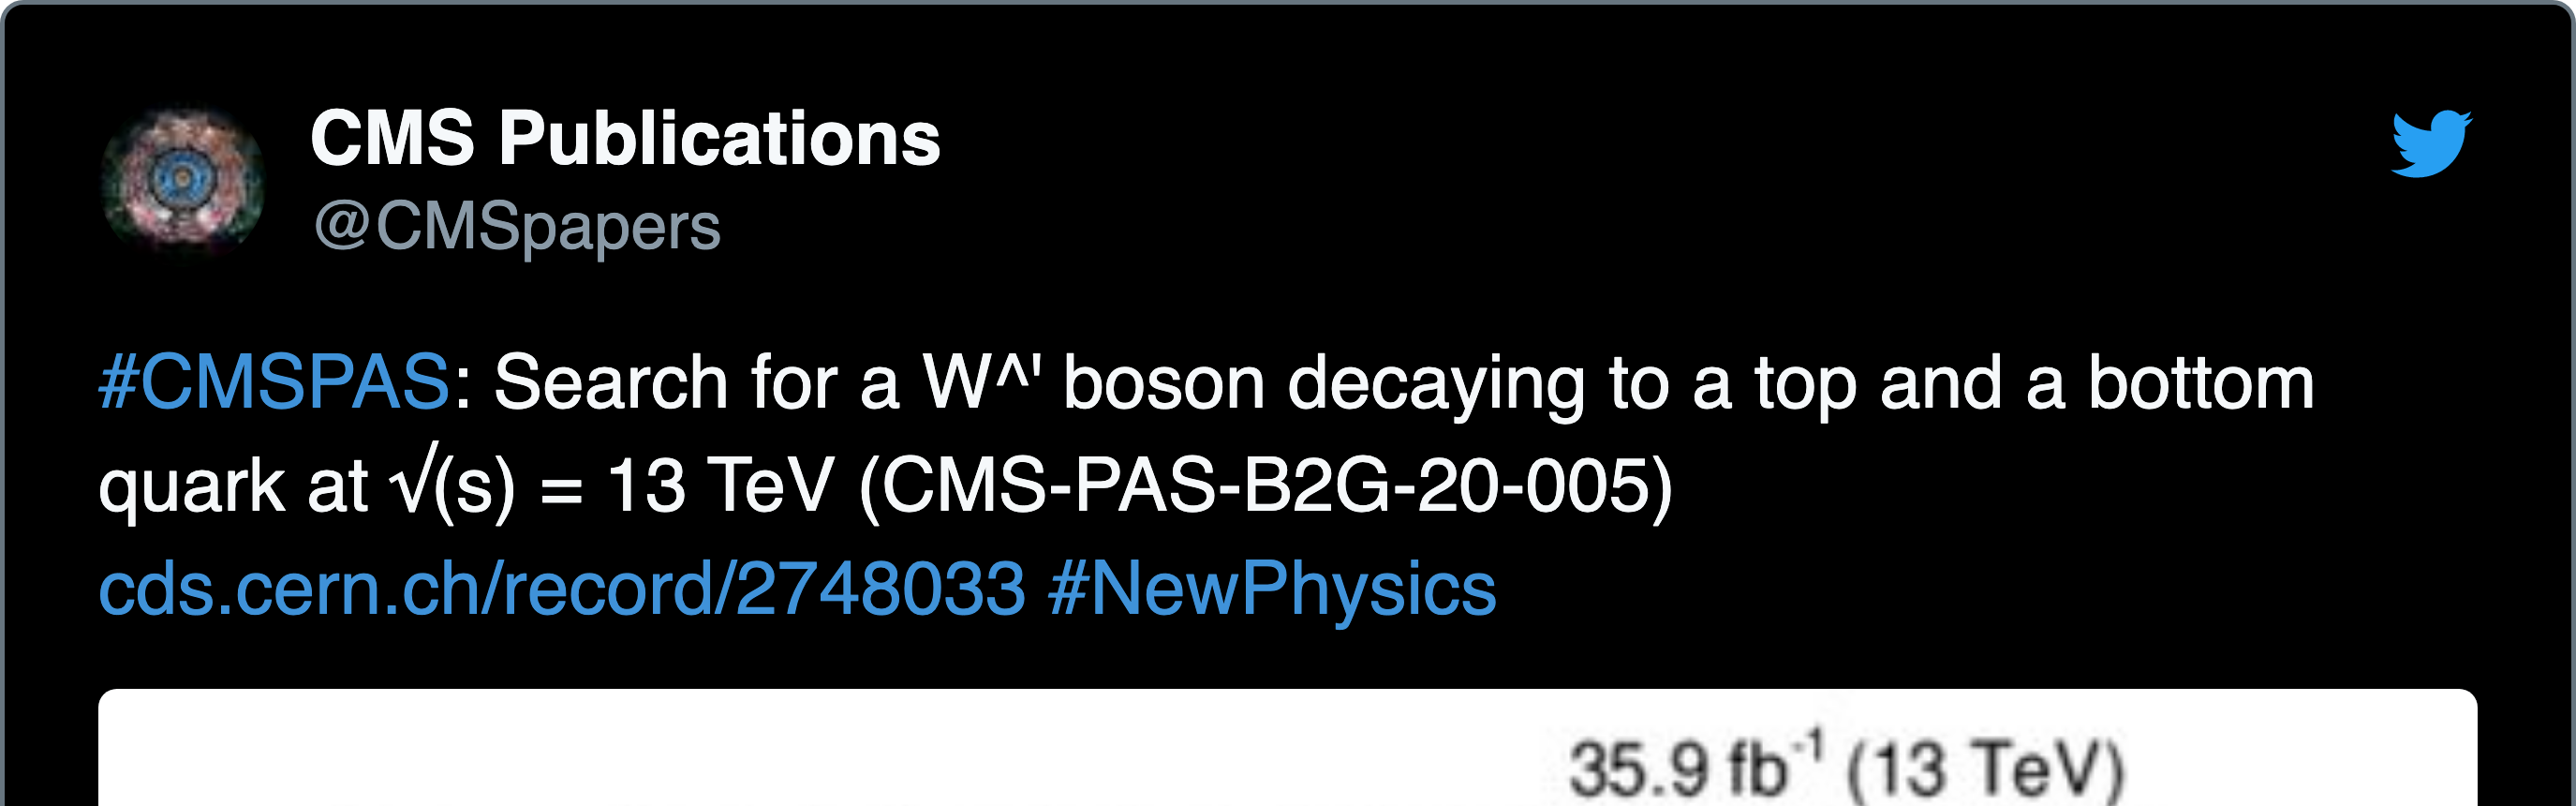 CMS Publications
@CMSpapers
#CMSPAS: Search for a W^' boson decaying to a top and a bottom
quark at √(s) = 13 TeV (CMS-PAS-B2G-20-005)
cds.cern.ch/record/2748033 #NewPhysics
35.9 fb⁻¹ (13 TeV)